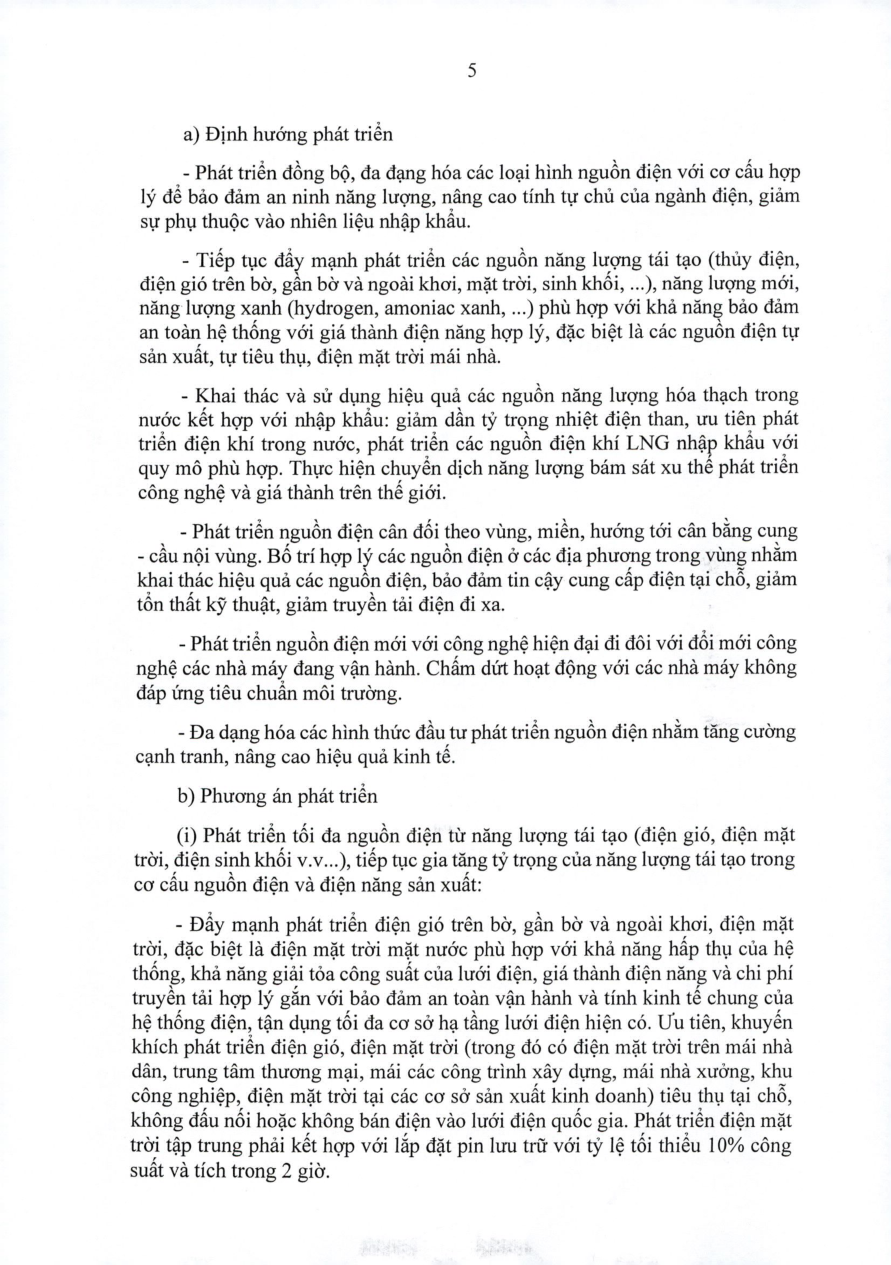 5
a) Định hướng phát triển
- Phát triển đồng bộ, đa đạng hóa các loại hình nguồn điện với cơ cấu hợp
lý để bảo đảm an ninh năng lượng, nâng cao tính tự chủ của ngành điện, giảm
sự phụ thuộc vào nhiên liệu nhập khẩu.
- Tiếp tục đẩy mạnh phát triển các nguồn năng lượng tái tạo (thủy điện,
điện gió trên bờ, gần bờ và ngoài khơi, mặt trời, sinh khối, ...), năng lượng mới,
năng lượng xanh (hydrogen, amoniac xanh, ...) phù hợp với khả năng bảo đảm
an toàn hệ thống với giá thành điện năng hợp lý, đặc biệt là các nguồn điện tự
sản xuất, tự tiêu thụ, điện mặt trời mái nhà.
- Khai thác và sử dụng hiệu quả các nguồn năng lượng hóa thạch trong
nước kết hợp với nhập khẩu: giảm dần tỷ trọng nhiệt điện than, ưu tiên phát
triển điện khí trong nước, phát triển các nguồn điện khí LNG nhập khẩu với
quy mô phù hợp. Thực hiện chuyển dịch năng lượng bám sát xu thế phát triển
công nghệ và giá thành trên thế giới.
- Phát triển nguồn điện cân đối theo vùng, miền, hướng tới cân bằng cung
- cầu nội vùng. Bố trí hợp lý các nguồn điện ở các địa phương trong vùng nhằm
khai thác hiệu quả các nguồn điện, bảo đảm tin cậy cung cấp điện tại chỗ, giảm
tổn thất kỹ thuật, giảm truyền tải điện đi xa.
- Phát triển nguồn điện mới với công nghệ hiện đại đi đôi với đổi mới công
nghệ các nhà máy đang vận hành. Chấm dứt hoạt động với các nhà máy không
đáp ứng tiêu chuẩn môi trường.
- Đa dạng hóa các hình thức đầu tư phát triển nguồn điện nhằm tăng cường
cạnh tranh, nâng cao hiệu quả kinh tế.
b) Phương án phát triển
(i) Phát triển tối đa nguồn điện từ năng lượng tái tạo (điện gió, điện mặt
trời, điện sinh khối v.v...), tiếp tục gia tăng tỷ trọng của năng lượng tái tạo trong
cơ cấu nguồn điện và điện năng sản xuất:
- Đẩy mạnh phát triển điện gió trên bờ, gần bờ và ngoài khơi, điện mặt
trời, đặc biệt là điện mặt trời mặt nước phù hợp với khả năng hấp thụ của hệ
thống, khả năng giải tỏa công suất của lưới điện, giá thành điện năng và chi phí
truyền tải hợp lý gắn với bảo đảm an toàn vận hành và tính kinh tế chung của
hệ thống điện, tận dụng tối đa cơ sở hạ tầng lưới điện hiện có. Ưu tiên, khuyến
khích phát triển điện gió, điện mặt trời (trong đó có điện mặt trời trên mái nhà
dân, trung tâm thương mại, mái các công trình xây dựng, mái nhà xưởng, khu
công nghiệp, điện mặt trời tại các cơ sở sản xuất kinh doanh) tiêu thụ tại chỗ,
không đấu nối hoặc không bán điện vào lưới điện quốc gia. Phát triển điện mặt
trời tập trung phải kết hợp với lắp đặt pin lưu trữ với tỷ lệ tối thiểu 10% công
suất và tích trong 2 giờ.